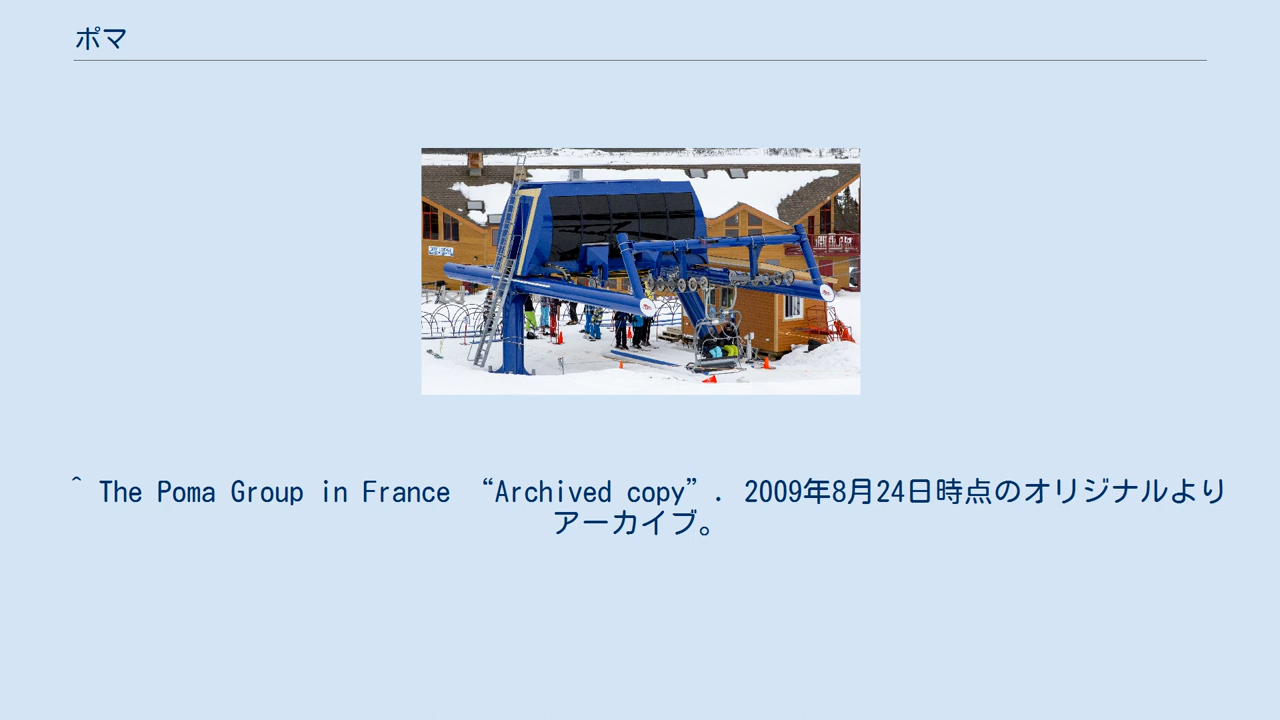 ポマ
^ The Poma Group in France “Archived copy”. 2009年8月24日時点のオリジナルより
アーカイブ。